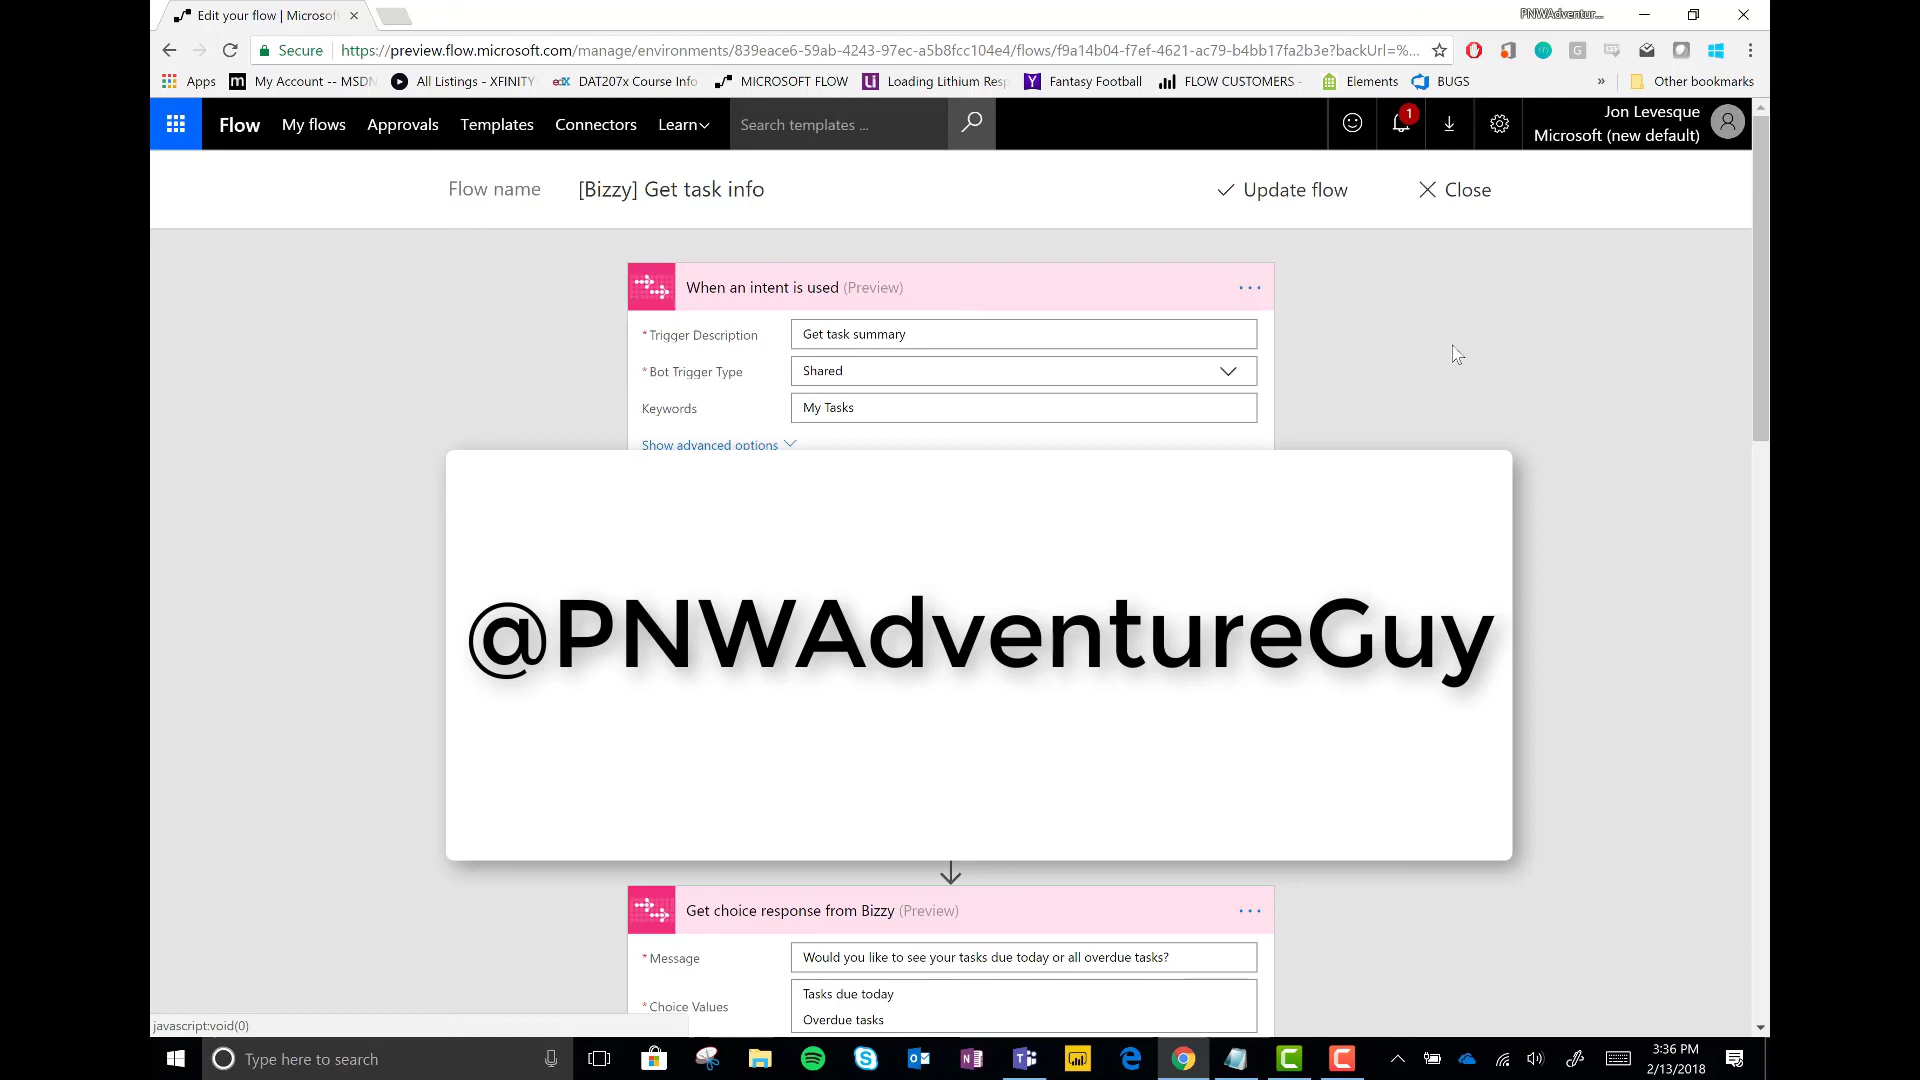 Edit your flow | Microsof
PNWAdventur...
Secure
https://preview.flow.microsoft.com/manage/environments/839eace6-59ab-4243-97ec-a5b8fcc104e4/flows/f9a14b04-f7ef-4621-ac79-b4bb17fa2b3e?backUrl=%...
Apps
My Account -- MSDN
All Listings - XFINITY
DAT207x Course Info
MICROSOFT FLOW
Loading Lithium Resp
Fantasy Football
FLOW CUSTOMERS -
Elements
BUGS
»
Other bookmarks
Flow
My flows
Approvals
Templates
Connectors
Learn
Search templates ...
1
Jon Levesque
Microsoft (new default)
Flow name
[Bizzy] Get task info
Update flow
Close
When an intent is used (Preview)
* Trigger Description
Get task summary
* Bot Trigger Type
Shared
Keywords
My Tasks
Show advanced options
@PNWAdventureGuy
Get choice response from Bizzy (Preview)
* Message
Would you like to see your tasks due today or all overdue tasks?
* Choice Values
Tasks due today
Overdue tasks
javascript:void(0)
Type here to search
3:36 PM
2/13/2018